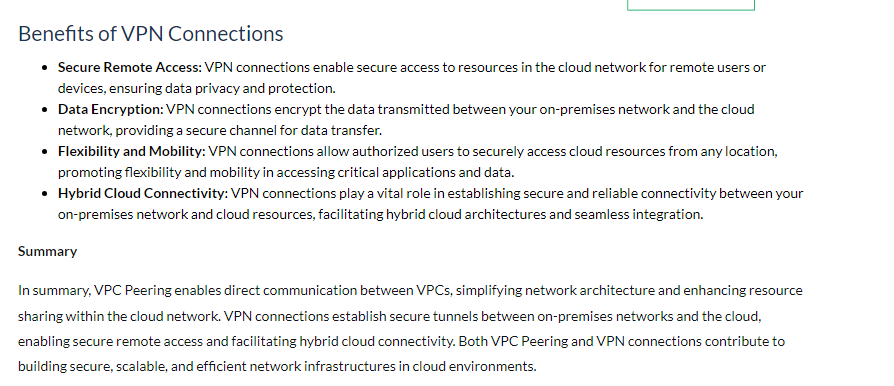 Benefits of VPN Connections
• Secure Remote Access: VPN connections enable secure access to resources in the cloud network for remote users or
devices, ensuring data privacy and protection.
• Data Encryption: VPN connections encrypt the data transmitted between your on-premises network and the cloud
network, providing a secure channel for data transfer.
• Flexibility and Mobility: VPN connections allow authorized users to securely access cloud resources from any location,
promoting flexibility and mobility in accessing critical applications and data.
• Hybrid Cloud Connectivity: VPN connections play a vital role in establishing secure and reliable connectivity between your
on-premises network and cloud resources, facilitating hybrid cloud architectures and seamless integration.
Summary
In summary, VPC Peering enables direct communication between VPCs, simplifying network architecture and enhancing resource
sharing within the cloud network. VPN connections establish secure tunnels between on-premises networks and the cloud,
enabling secure remote access and facilitating hybrid cloud connectivity. Both VPC Peering and VPN connections contribute to
building secure, scalable, and efficient network infrastructures in cloud environments.